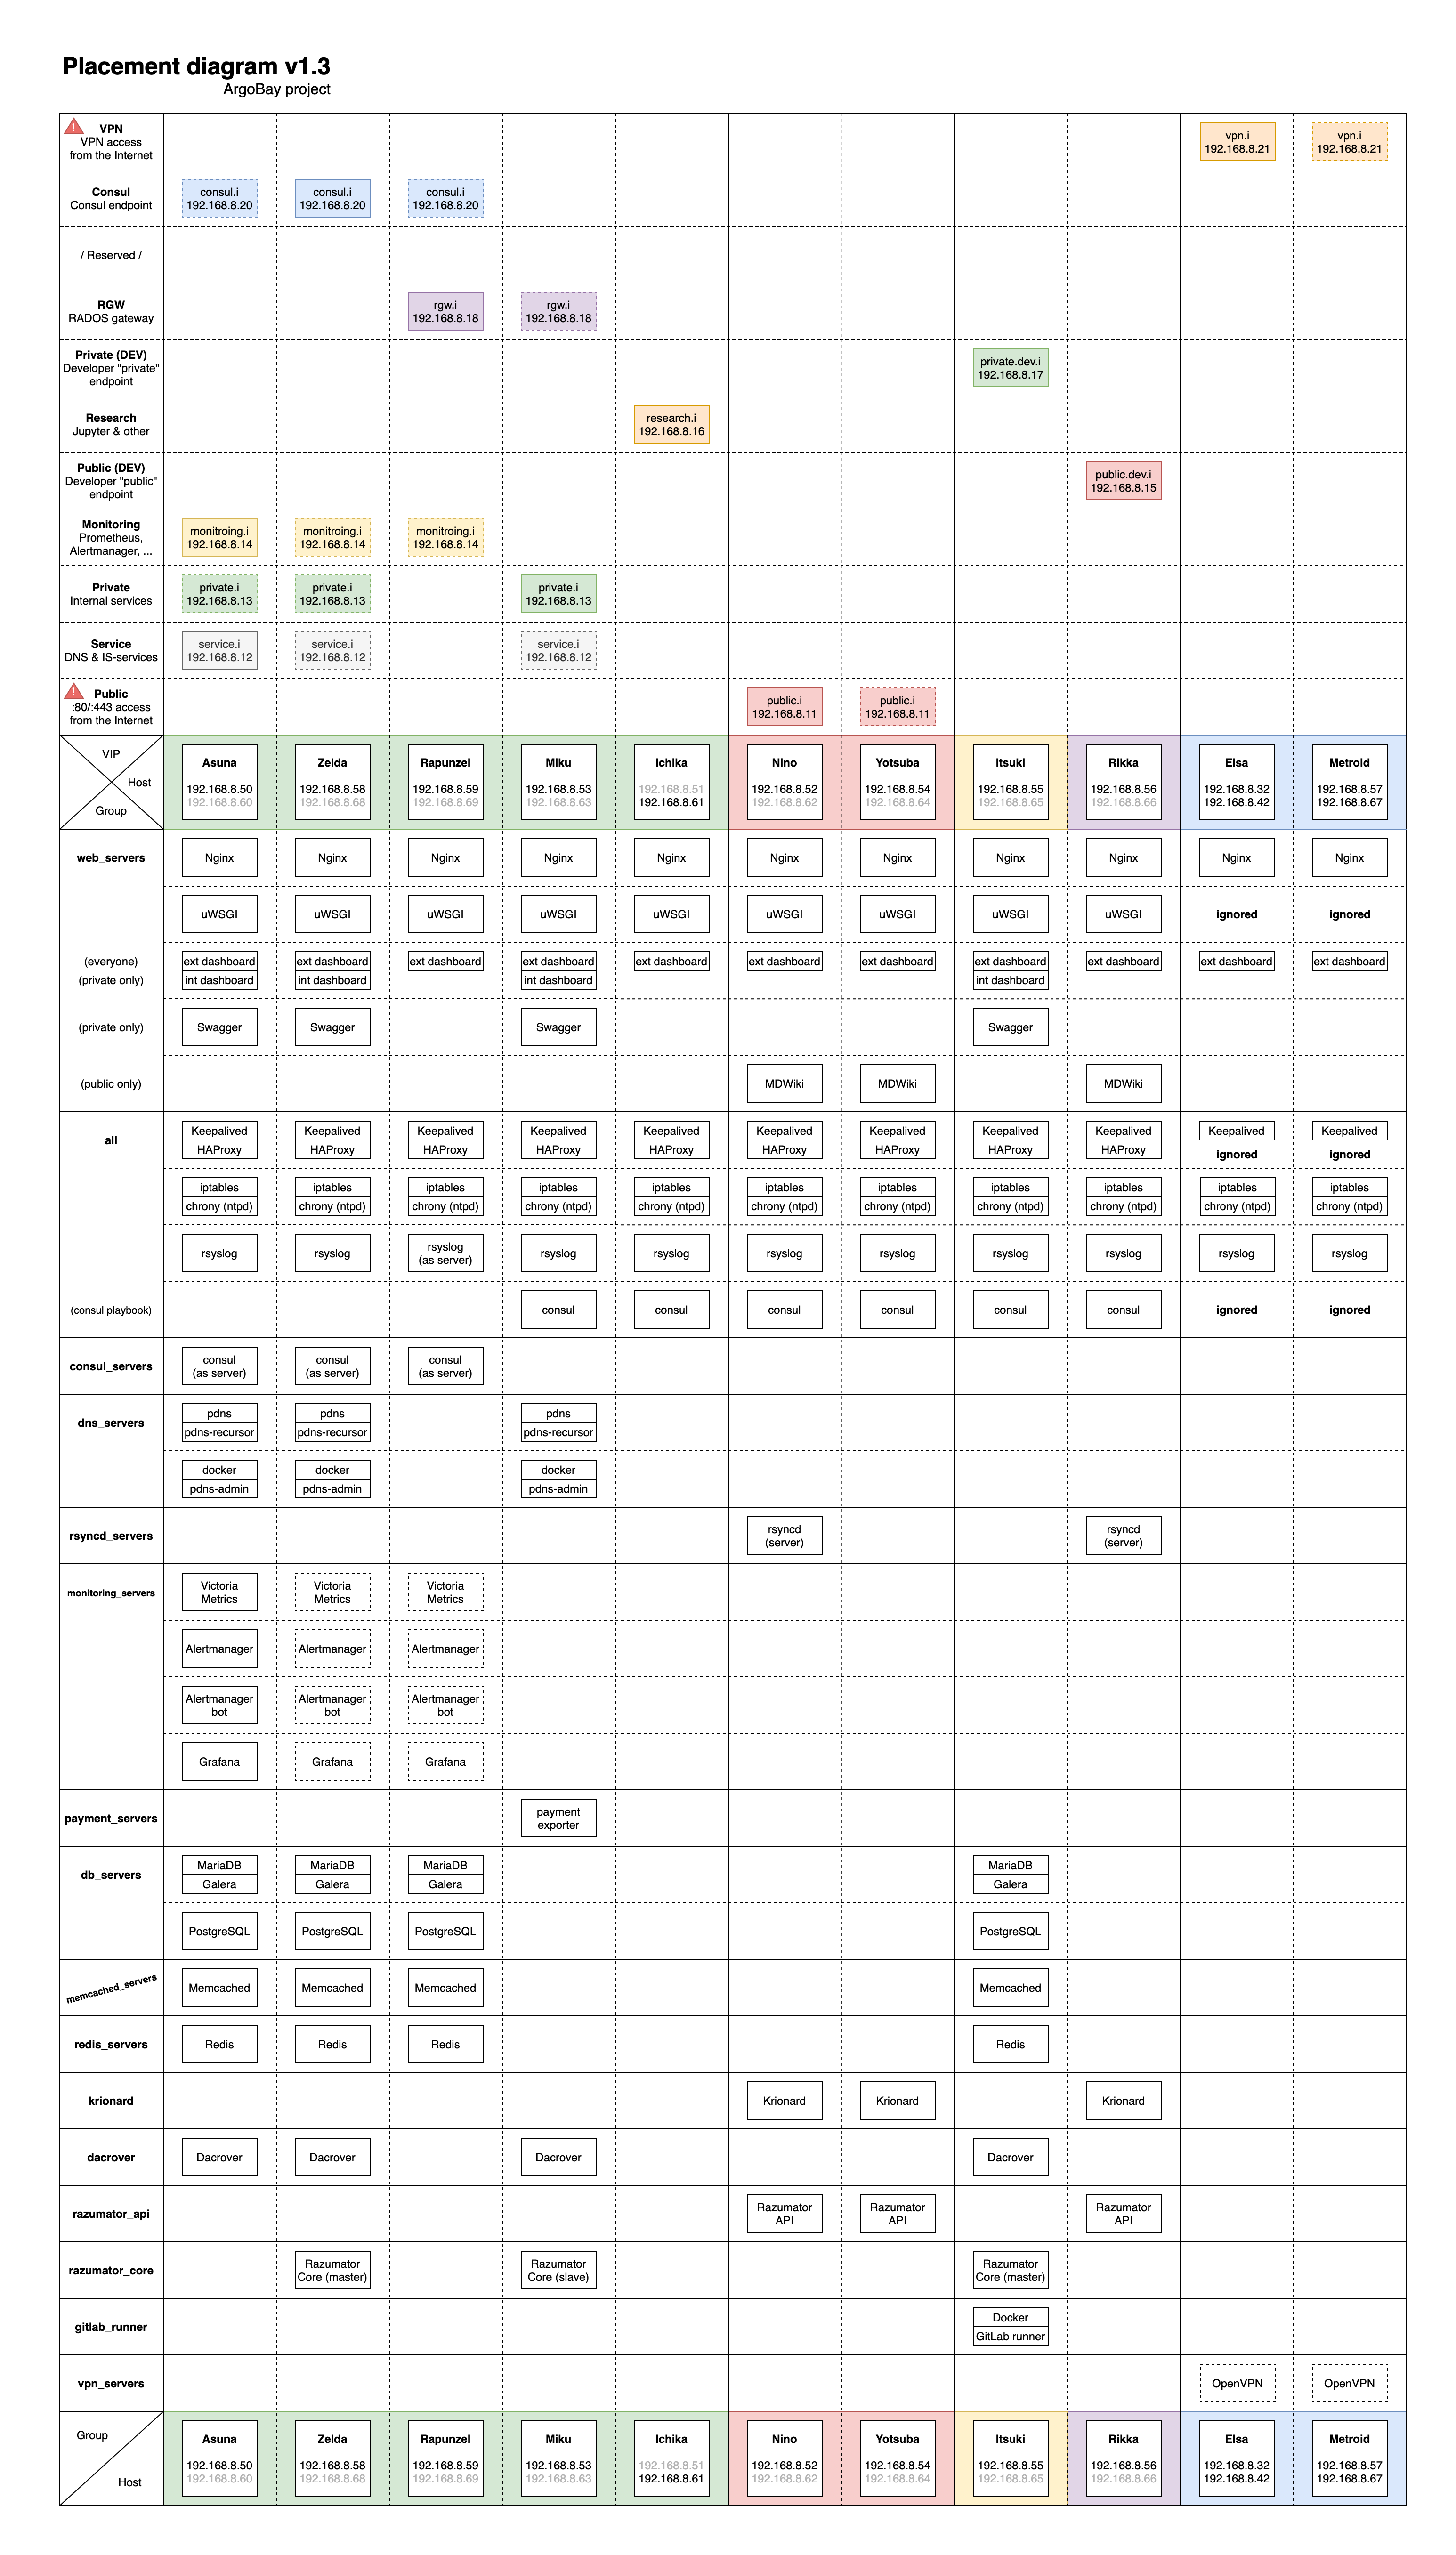 Placement diagram v1.3
ArgoBay project
VPN
VPN access
from the Internet
vpn.i
192.168.8.21
vpn.i
192.168.8.21
Consul
Consul endpoint
consul.i
192.168.8.20
consul.i
192.168.8.20
consul.i
192.168.8.20
/ Reserved /
RGW
RADOS gateway
rgw.i
192.168.8.18
rgw.i
192.168.8.18
Private (DEV)
Developer "private"
endpoint
private.dev.i
192.168.8.17
Research
Jupyter & other
research.i
192.168.8.16
Public (DEV)
Developer "public"
endpoint
public.dev.i
192.168.8.15
Monitoring
Prometheus,
Alertmanager, ...
monitroing.i
192.168.8.14
monitroing.i
192.168.8.14
monitroing.i
192.168.8.14
Private
Internal services
private.i
192.168.8.13
private.i
192.168.8.13
private.i
192.168.8.13
Service
DNS & IS-services
service.i
192.168.8.12
service.i
192.168.8.12
service.i
192.168.8.12
Public
:80/:443 access
from the Internet
public.i
192.168.8.11
public.i
192.168.8.11
VIP
Host
Group
Asuna
192.168.8.50
192.168.8.60
Zelda
192.168.8.58
192.168.8.68
Rapunzel
192.168.8.59
192.168.8.69
Miku
192.168.8.53
192.168.8.63
Ichika
192.168.8.51
192.168.8.61
Nino
192.168.8.52
192.168.8.62
Yotsuba
192.168.8.54
192.168.8.64
Itsuki
192.168.8.55
192.168.8.65
Rikka
192.168.8.56
192.168.8.66
Elsa
192.168.8.32
192.168.8.42
Metroid
192.168.8.57
192.168.8.67
web_servers
Nginx
Nginx
Nginx
Nginx
Nginx
Nginx
Nginx
Nginx
Nginx
Nginx
Nginx
uWSGI
uWSGI
uWSGI
uWSGI
uWSGI
uWSGI
uWSGI
uWSGI
uWSGI
ignored
ignored
(everyone)
ext dashboard
ext dashboard
ext dashboard
ext dashboard
ext dashboard
ext dashboard
ext dashboard
ext dashboard
ext dashboard
ext dashboard
ext dashboard
(private only)
int dashboard
int dashboard
int dashboard
int dashboard
(private only)
Swagger
Swagger
Swagger
Swagger
(public only)
MDWiki
MDWiki
MDWiki
all
Keepalived
Keepalived
Keepalived
Keepalived
Keepalived
Keepalived
Keepalived
Keepalived
Keepalived
Keepalived
Keepalived
HAProxy
HAProxy
HAProxy
HAProxy
HAProxy
HAProxy
HAProxy
HAProxy
HAProxy
ignored
ignored
iptables
iptables
iptables
iptables
iptables
iptables
iptables
iptables
iptables
iptables
iptables
chrony (ntpd)
chrony (ntpd)
chrony (ntpd)
chrony (ntpd)
chrony (ntpd)
chrony (ntpd)
chrony (ntpd)
chrony (ntpd)
chrony (ntpd)
chrony (ntpd)
chrony (ntpd)
rsyslog
rsyslog
rsyslog
(as server)
rsyslog
rsyslog
rsyslog
rsyslog
rsyslog
rsyslog
rsyslog
rsyslog
(consul playbook)
consul
consul
consul
consul
consul
consul
ignored
ignored
consul_servers
consul
(as server)
consul
(as server)
consul
(as server)
dns_servers
pdns
pdns
pdns
pdns-recursor
pdns-recursor
pdns-recursor
docker
docker
docker
pdns-admin
pdns-admin
pdns-admin
rsyncd_servers
rsyncd
(server)
rsyncd
(server)
monitoring_servers
Victoria
Metrics
Victoria
Metrics
Victoria
Metrics
Alertmanager
Alertmanager
Alertmanager
Alertmanager
bot
Alertmanager
bot
Alertmanager
bot
Grafana
Grafana
Grafana
payment_servers
payment
exporter
db_servers
MariaDB
MariaDB
MariaDB
MariaDB
Galera
Galera
Galera
Galera
PostgreSQL
PostgreSQL
PostgreSQL
PostgreSQL
memcached_servers
Memcached
Memcached
Memcached
Memcached
redis_servers
Redis
Redis
Redis
Redis
krionard
Krionard
Krionard
Krionard
dacrover
Dacrover
Dacrover
Dacrover
Dacrover
razumator_api
Razumator
API
Razumator
API
Razumator
API
razumator_core
Razumator
Core (master)
Razumator
Core (slave)
Razumator
Core (master)
gitlab_runner
Docker
GitLab runner
vpn_servers
OpenVPN
OpenVPN
Group
Host
Asuna
192.168.8.50
192.168.8.60
Zelda
192.168.8.58
192.168.8.68
Rapunzel
192.168.8.59
192.168.8.69
Miku
192.168.8.53
192.168.8.63
Ichika
192.168.8.51
192.168.8.61
Nino
192.168.8.52
192.168.8.62
Yotsuba
192.168.8.54
192.168.8.64
Itsuki
192.168.8.55
192.168.8.65
Rikka
192.168.8.56
192.168.8.66
Elsa
192.168.8.32
192.168.8.42
Metroid
192.168.8.57
192.168.8.67